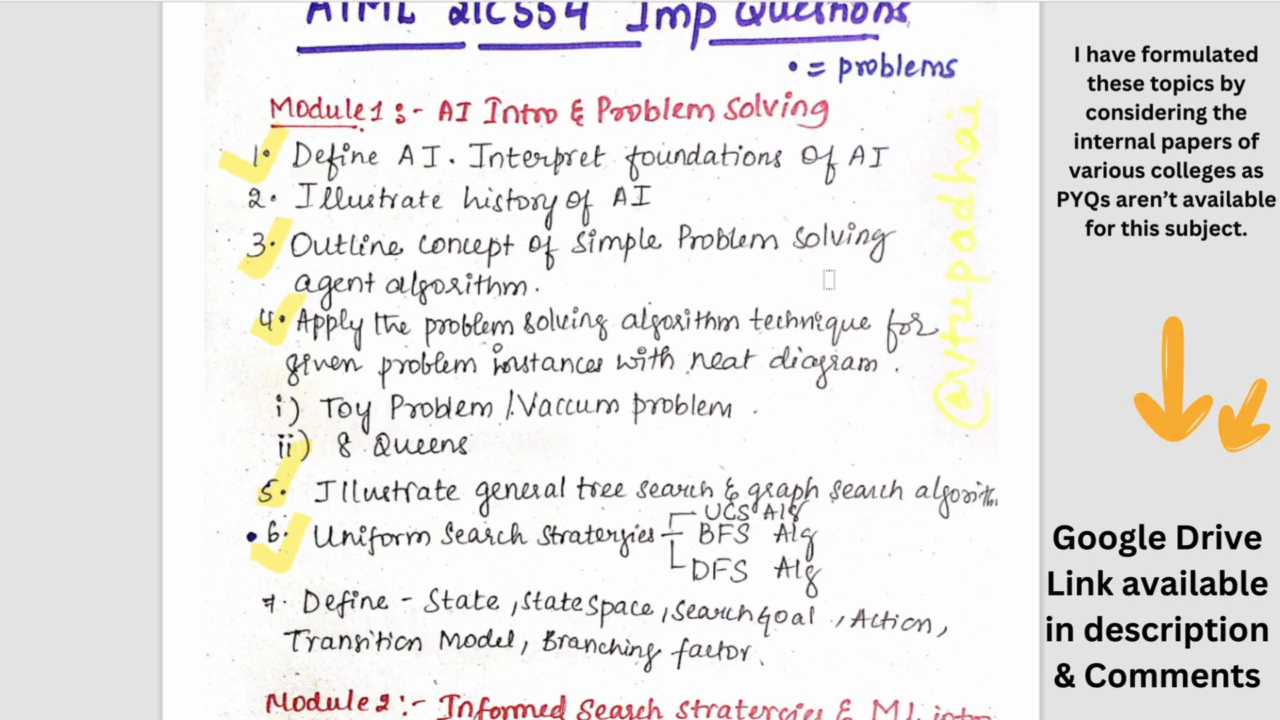 AIML 21CS54 Imp Questions
• = problems
Module 1 :- AI Intro & Problem Solving
1. Define AI. Interpret foundations of AI
2. Illustrate history of AI
3. Outline concept of Simple Problem solving
agent algorithm.
4. Apply the problem solving algorithm technique for
given problem instances with neat diagram.
i) Toy Problem / Vaccum problem.
ii) 8 Queens
5. Illustrate general tree search & graph search algorithm
UCS Alg
• 6. Uniform Search Stratergies BFS Alg
DFS Alg
7. Define - State, State Space, Search Goal, Action,
Transition Model, Branching factor.
Module 2 :- Informed Search stratergies & ML intro
@vtupadhai
I have formulated
these topics by
considering the
internal papers of
various colleges as
PYQs aren't available
for this subject.
Google Drive
Link available
in description
& Comments